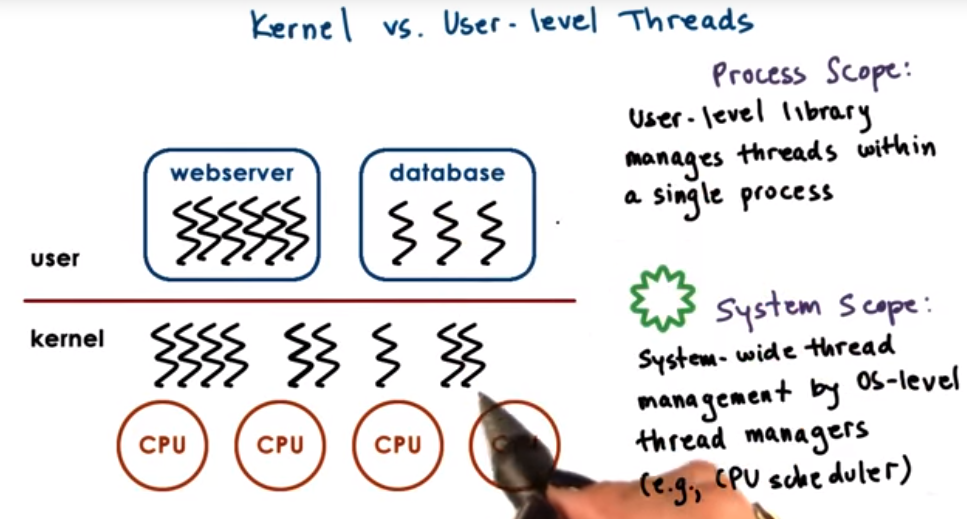 Kernel vs. User-level Threads
Process Scope:
User-level library
manages threads within
a single process
webserver
database
user
kernel
System Scope:
System-wide thread
management by OS-level
thread managers
(e.g., CPU scheduler)
CPU
CPU
CPU